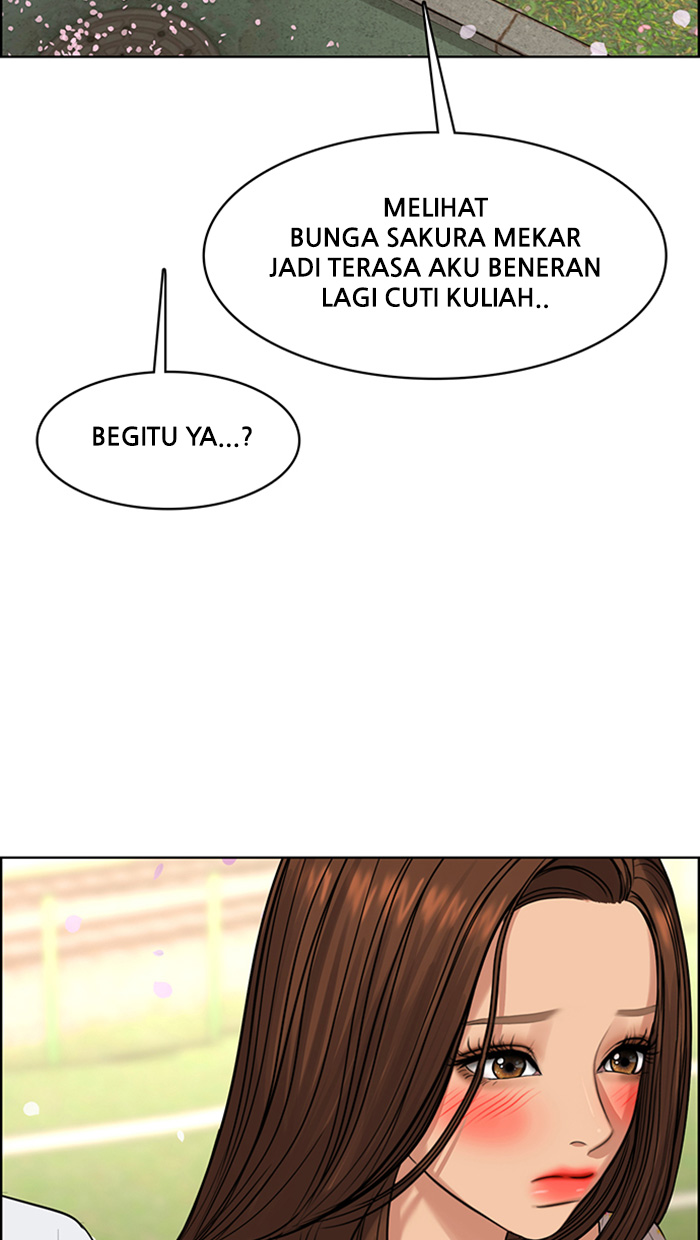 MELIHAT
BUNGA SAKURA MEKAR
JADI TERASA AKU BENERAN
LAGI CUTI KULIAH..
BEGITU YA...?